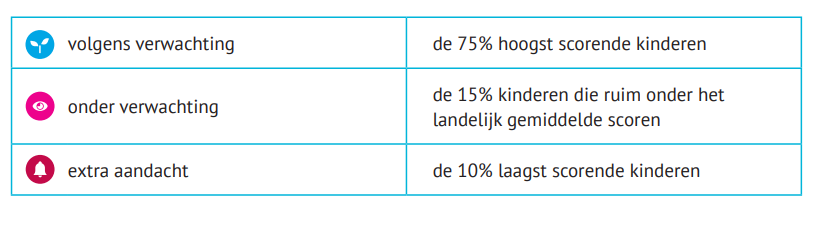 volgens verwachting
de 75% hoogst scorende kinderen
onder verwachting
de 15% kinderen die ruim onder het
landelijk gemiddelde scoren
extra aandacht
de 10% laagst scorende kinderen